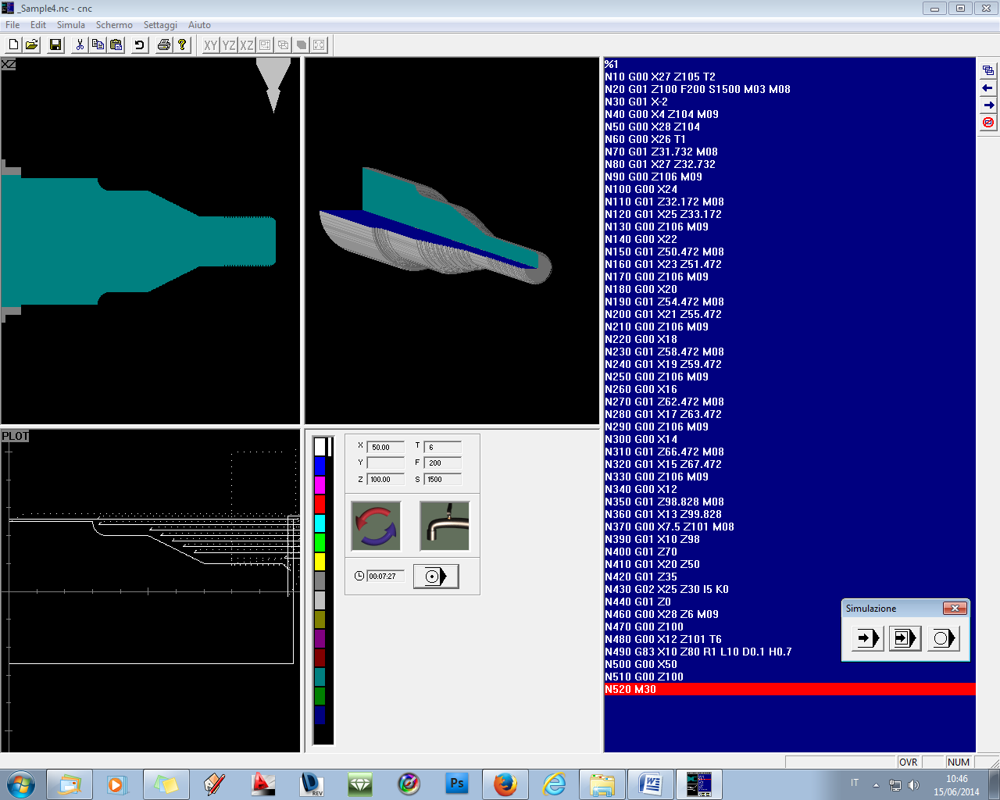 _Sample4.nc - cnc
File Edit Simula Schermo Settaggi Aiuto
XY YZ XZ
XZ
%1
N10 G00 X27 Z105 T2
N20 G01 Z100 F200 S1500 M03 M08
N30 G01 X-2
N40 G00 X4 Z104 M09
N50 G00 X28 Z104
N60 G00 X26 T1
N70 G01 Z31.732 M08
N80 G01 X27 Z32.732
N90 G00 Z106 M09
N100 G00 X24
N110 G01 Z32.172 M08
N120 G01 X25 Z33.172
N130 G00 Z106 M09
N140 G00 X22
N150 G01 Z50.472 M08
N160 G01 X23 Z51.472
N170 G00 Z106 M09
N180 G00 X20
N190 G01 Z54.472 M08
N200 G01 X21 Z55.472
N210 G00 Z106 M09
N220 G00 X18
N230 G01 Z58.472 M08
N240 G01 X19 Z59.472
N250 G00 Z106 M09
N260 G00 X16
N270 G01 Z62.472 M08
N280 G01 X17 Z63.472
N290 G00 Z106 M09
N300 G00 X14
N310 G01 Z66.472 M08
N320 G01 X15 Z67.472
N330 G00 Z106 M09
N340 G00 X12
N350 G01 Z98.828 M08
N360 G01 X13 Z99.828
N370 G00 X7.5 Z101 M08
N390 G01 X10 Z98
N400 G01 Z70
N410 G01 X20 Z50
N420 G01 Z35
N430 G02 X25 Z30 I5 K0
N440 G01 Z0
N460 G00 X28 Z6 M09
N470 G00 Z100
N480 G00 X12 Z101 T6
N490 G83 X10 Z80 R1 L10 D0.1 H0.7
N500 G00 X50
N510 G00 Z100
N520 M30
PLOT
X 50.00 T 6
Y F 200
Z 100.00 S 1500
00:07:27
Simulazione
OVR NUM
REV
Ps
IT
10:46
15/06/2014